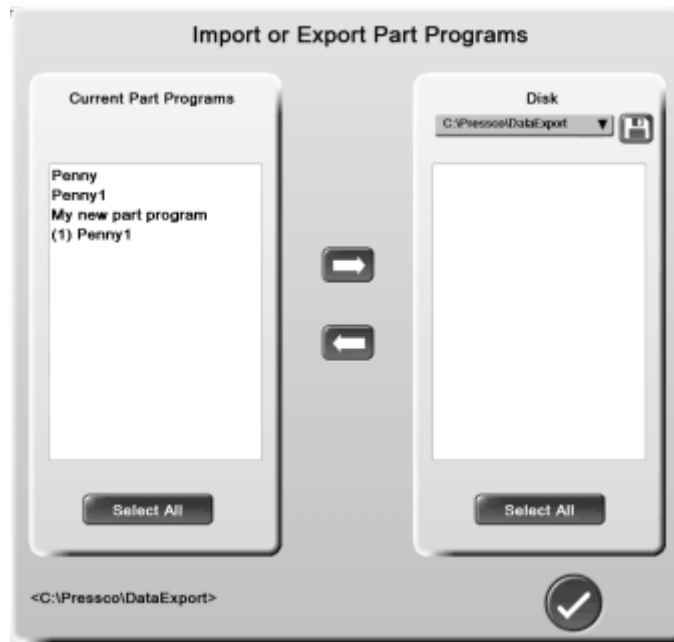 Import or Export Part Programs
Current Part Programs
Penny
Penny1
My new part program
(1) Penny1
Select All
Disk
C:\Pressco\DataExport
Select All
<C:\Pressco\DataExport>